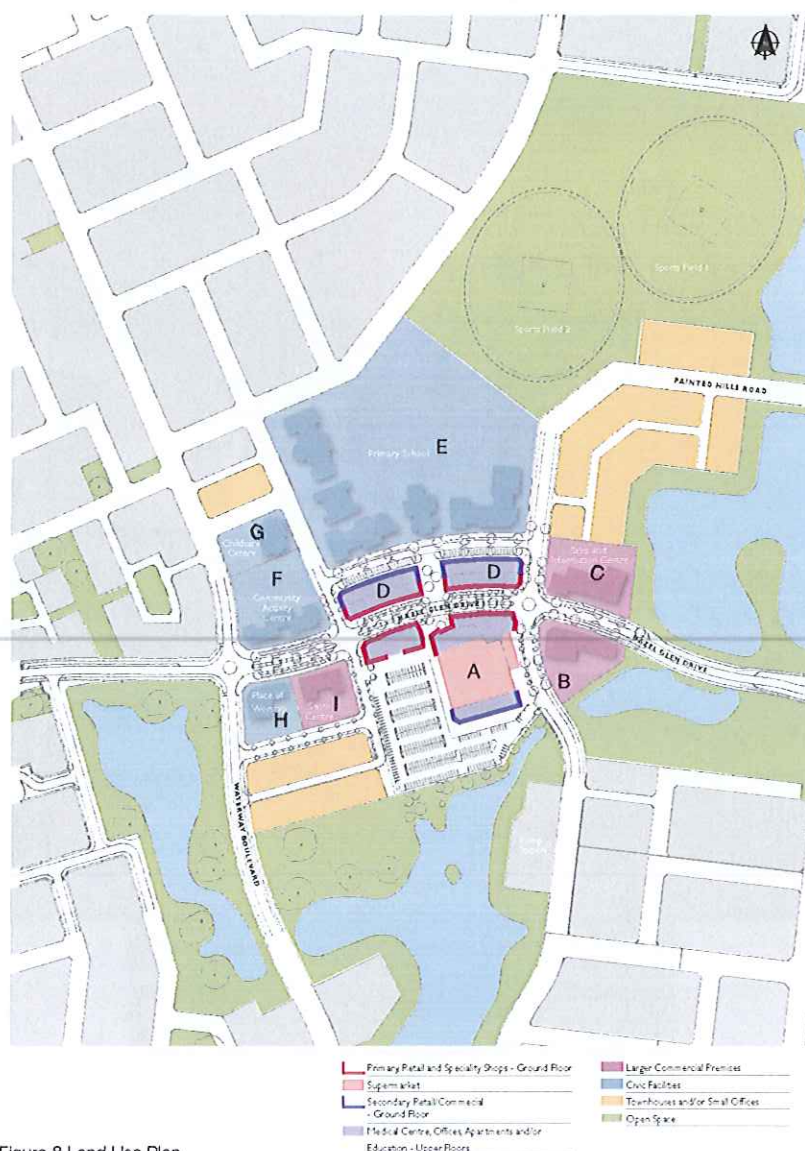 Sports Field 1
Sports Field 2
PAINTED HILLS ROAD
E
Primary School
G
Childcare
Centre
F
Community
Activity
Centre
D
D
C
HAZEL GLEN DRIVE
HAZEL GLEN DRIVE
A
B
Place of
Worship
H
I
Centre
WATERWAY BOULEVARD
Primary Retail and Speciality Shops - Ground Floor
Supermarket
Secondary Retail/Commecial
- Ground Floor
Medical Centre, Offices, Apartments and/or
Education - Upper Floors
Larger Commercial Premises
Civic Facilities
Townhouses and/or Small Offices
Open Space
Figure 8 Land Use Plan